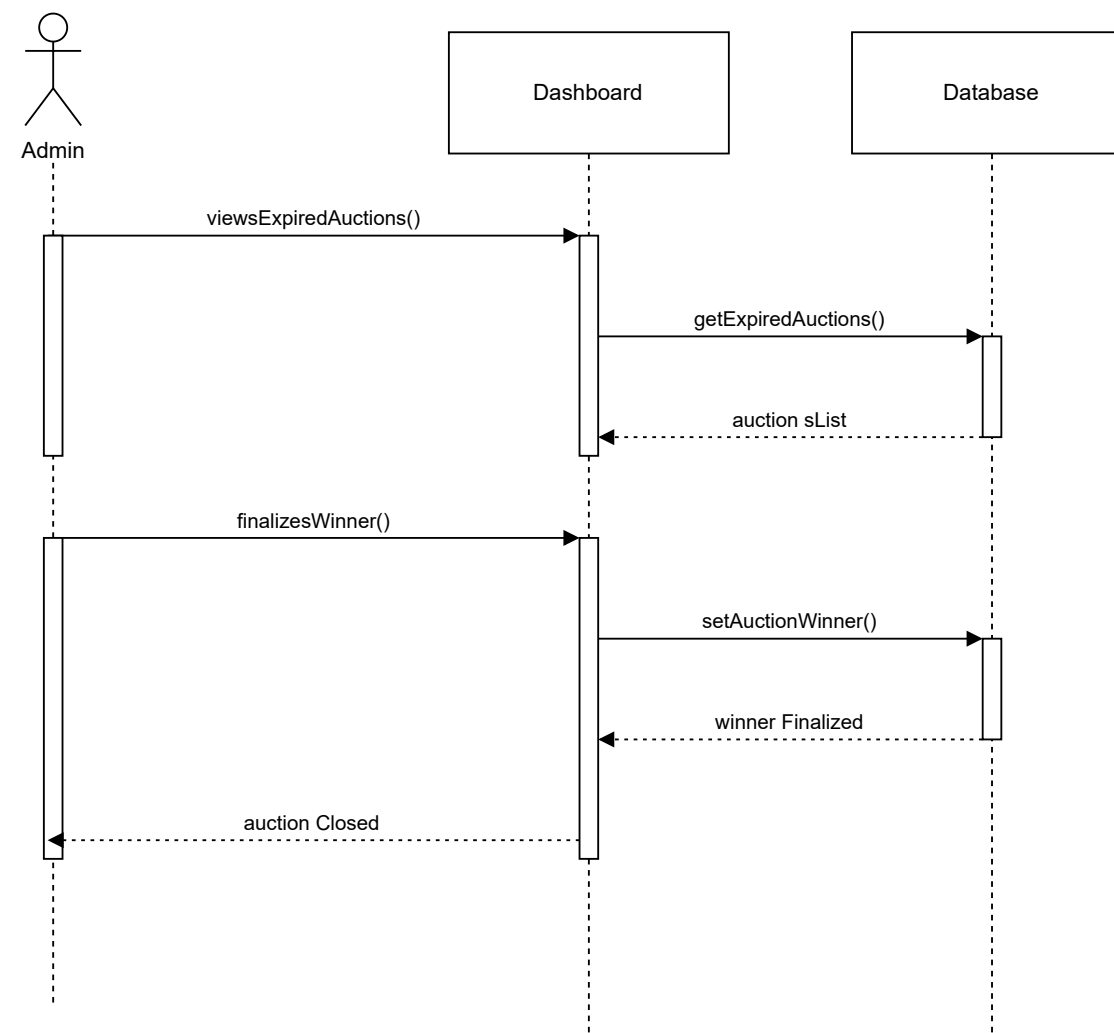 Admin
Dashboard
Database
viewsExpiredAuctions()
getExpiredAuctions()
auction sList
finalizesWinner()
setAuctionWinner()
winner Finalized
auction Closed